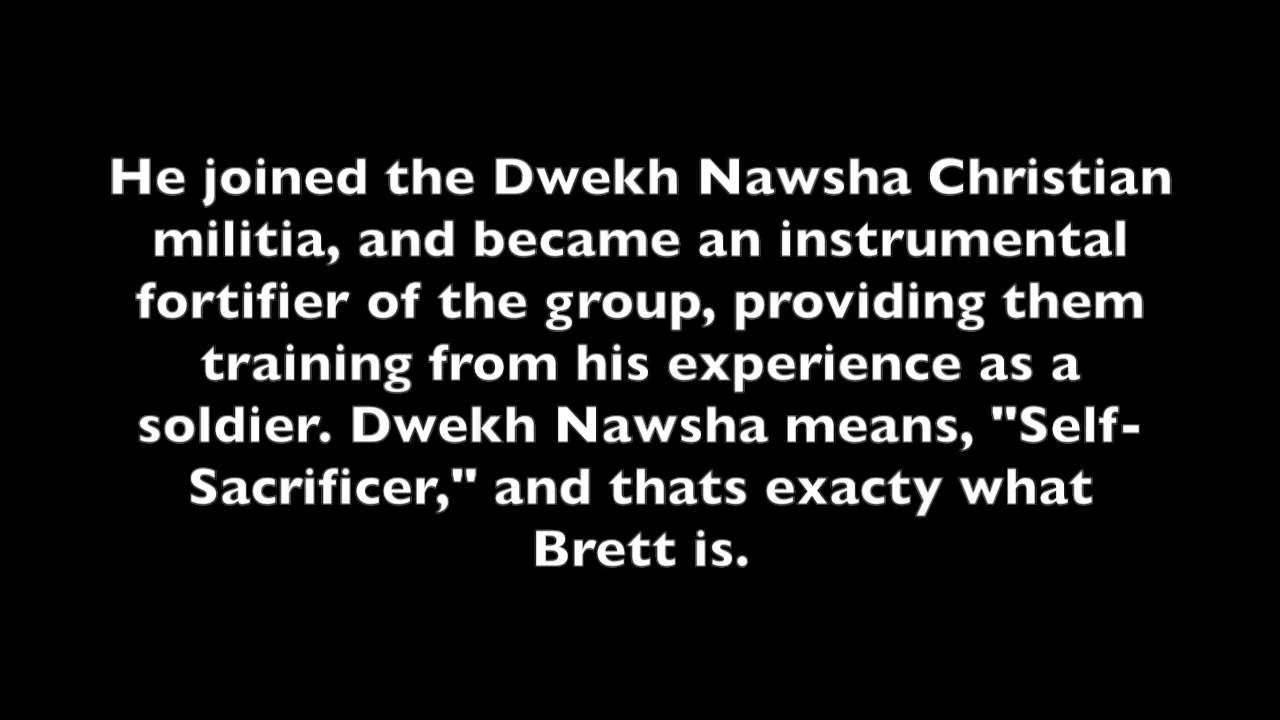 He joined the Dwekh Nawsha Christian
militia, and became an instrumental
fortifier of the group, providing them
training from his experience as a
soldier. Dwekh Nawsha means, "Self-
Sacrificer," and thats exacty what
Brett is.